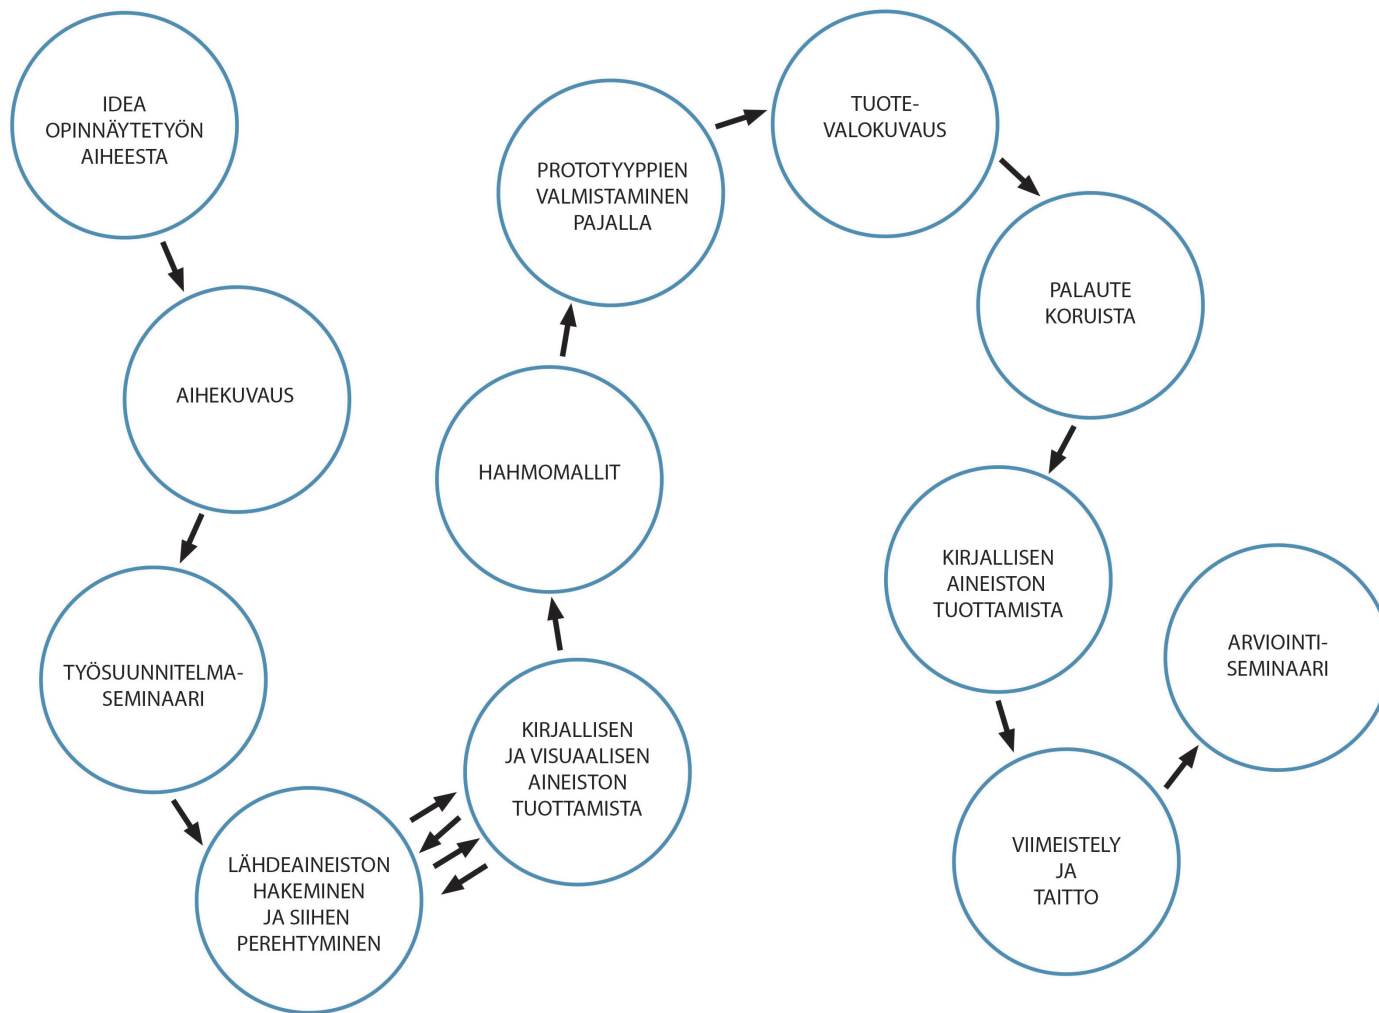 IDEA
OPINNÄYTETYÖN
AIHEESTA
AIHEKUVAUS
TYÖSUUNNITELMA-
SEMINAARI
LÄHDEAINEISTON
HAKEMINEN
JA SIIHEN
PEREHTYMINEN
KIRJALLISEN
JA VISUAALISEN
AINEISTON
TUOTTAMISTA
HAHMOMALLIT
PROTOTYYPPIEN
VALMISTAMINEN
PAJALLA
TUOTE-
VALOKUVAUS
PALAUTE
KORUISTA
KIRJALLISEN
AINEISTON
TUOTTAMISTA
VIIMEISTELY
JA
TAITTO
ARVIOINTI-
SEMINAARI